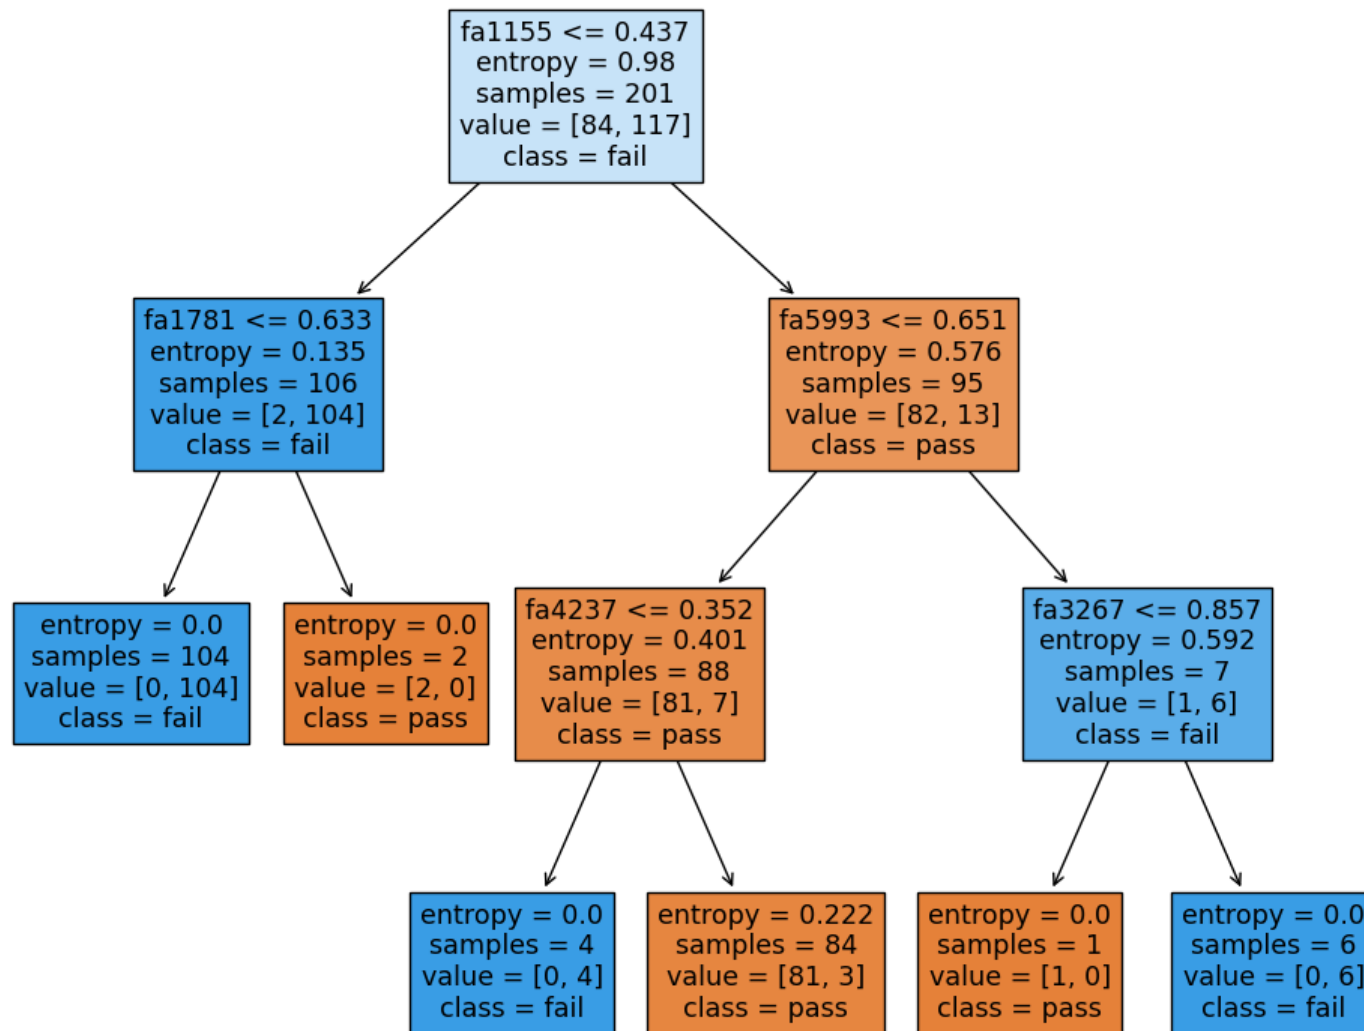 fa1155 <= 0.437
entropy = 0.98
samples = 201
value = [84, 117]
class = fail
fa1781 <= 0.633
entropy = 0.135
samples = 106
value = [2, 104]
class = fail
fa5993 <= 0.651
entropy = 0.576
samples = 95
value = [82, 13]
class = pass
entropy = 0.0
samples = 104
value = [0, 104]
class = fail
entropy = 0.0
samples = 2
value = [2, 0]
class = pass
fa4237 <= 0.352
entropy = 0.401
samples = 88
value = [81, 7]
class = pass
fa3267 <= 0.857
entropy = 0.592
samples = 7
value = [1, 6]
class = fail
entropy = 0.0
samples = 4
value = [0, 4]
class = fail
entropy = 0.222
samples = 84
value = [81, 3]
class = pass
entropy = 0.0
samples = 1
value = [1, 0]
class = pass
entropy = 0.0
samples = 6
value = [0, 6]
class = fail